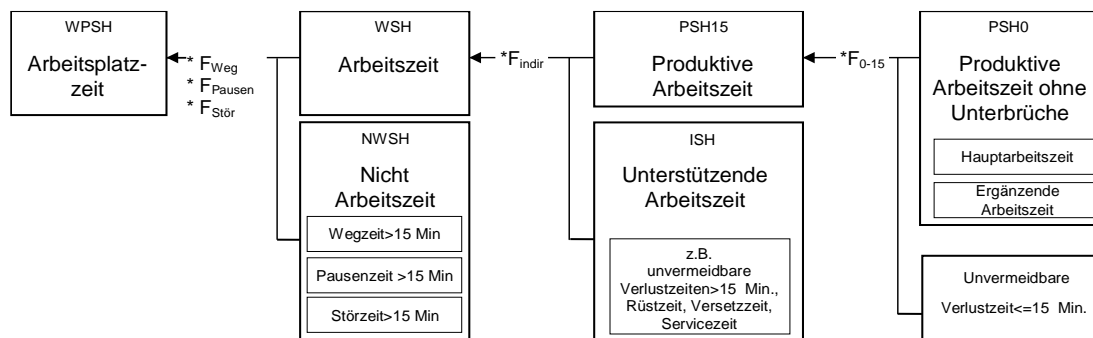 WPSH
Arbeitsplatz-
zeit
* FWeg
* FPausen
* FStör
WSH
Arbeitszeit
NWSH
Nicht
Arbeitszeit
Wegzeit>15 Min
Pausenzeit >15 Min
Störzeit>15 Min
*Findir
PSH15
Produktive
Arbeitszeit
ISH
Unterstützende
Arbeitszeit
z.B.
unvermeidbare
Verlustzeiten>15 Min.,
Rüstzeit, Versetzzeit,
Servicezeit
*F0-15
PSH0
Produktive
Arbeitszeit ohne
Unterbrüche
Hauptarbeitszeit
Ergänzende
Arbeitszeit
Unvermeidbare
Verlustzeit<=15 Min.